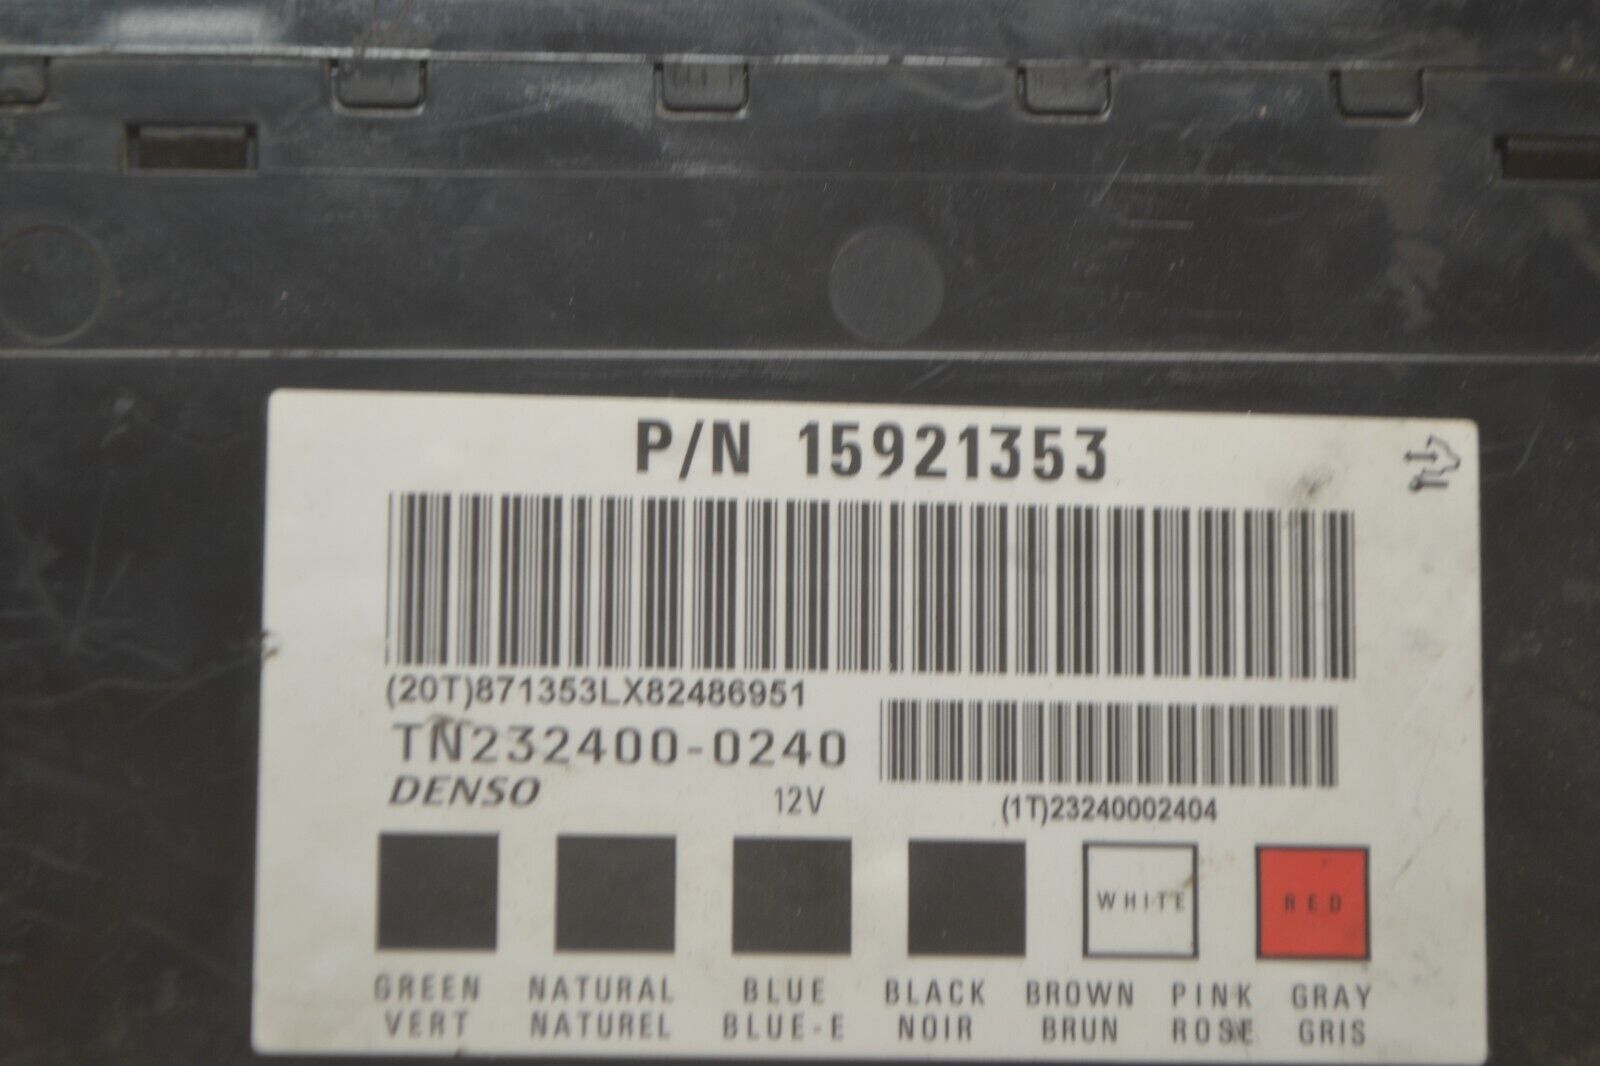 P/N 15921353
(20T)871353LX82486951
TN232400-0240
DENSO 12V
(1T)23240002404
WHITE RED
GREEN NATURAL BLUE BLACK BROWN PINK GRAY
VERT NATUREL BLUE-E NOIR BRUN ROSE GRIS